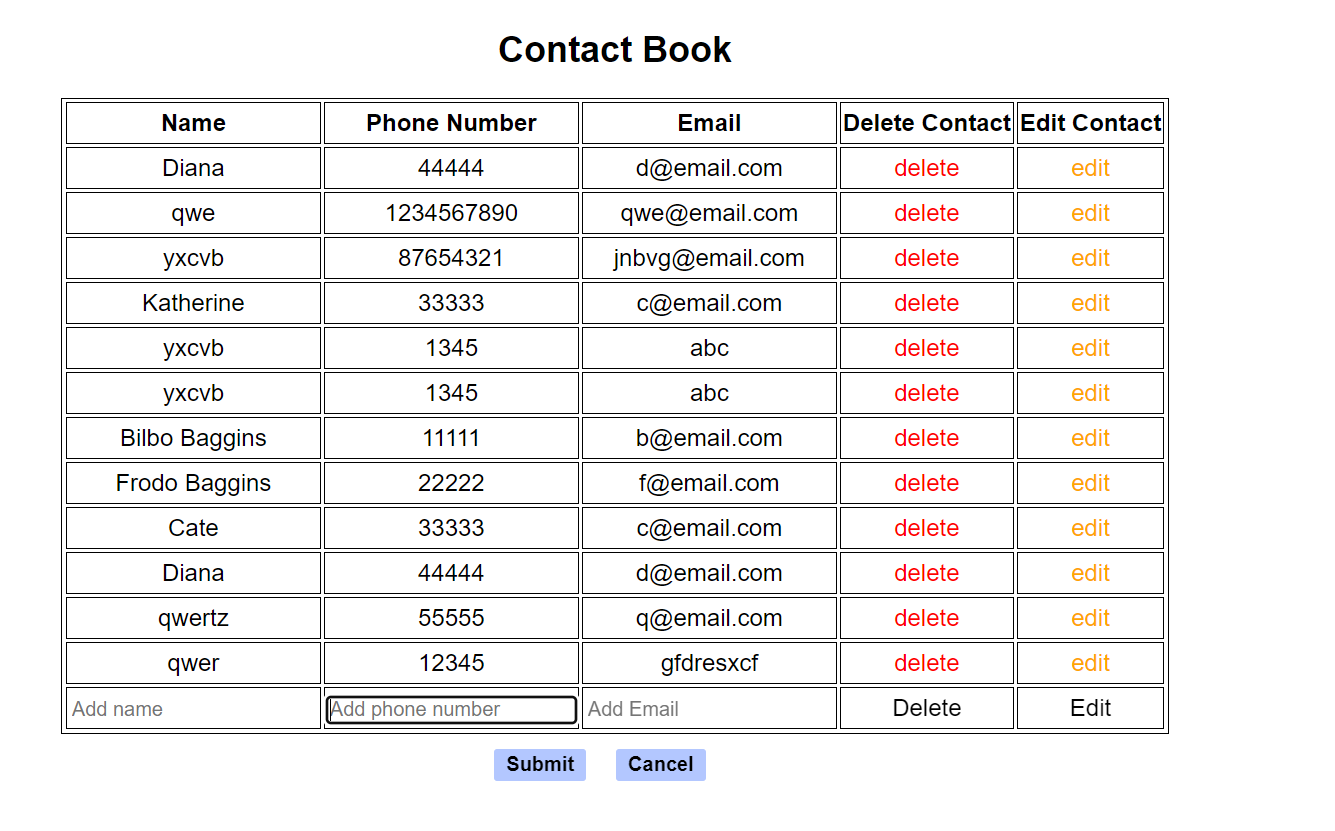 Contact Book
Name Phone Number Email Delete Contact Edit Contact
Diana 44444 d@email.com delete edit
qwe 1234567890 qwe@email.com delete edit
yxcvb 87654321 jnbvg@email.com delete edit
Katherine 33333 c@email.com delete edit
yxcvb 1345 abc delete edit
yxcvb 1345 abc delete edit
Bilbo Baggins 11111 b@email.com delete edit
Frodo Baggins 22222 f@email.com delete edit
Cate 33333 c@email.com delete edit
Diana 44444 d@email.com delete edit
qwertz 55555 q@email.com delete edit
qwer 12345 gfdresxcf delete edit
Add name Add phone number Add Email Delete Edit
Submit Cancel